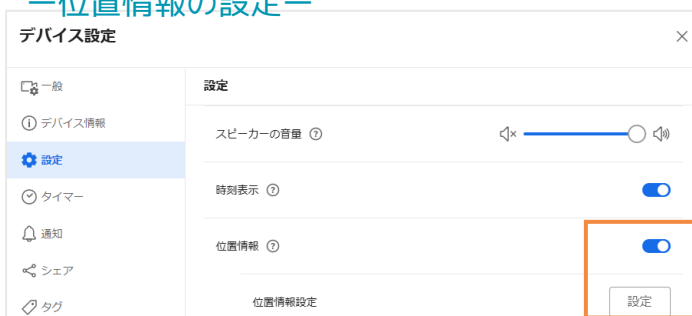 ー位置情報の設定ー
デバイス設定
一般
デバイス情報
設定
タイマー
通知
シェア
タグ
設定
スピーカーの音量
時刻表示
位置情報
位置情報設定 設定